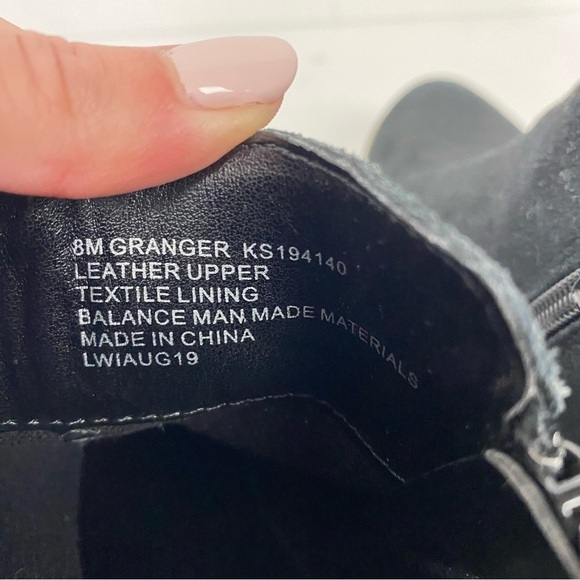 8M GRANGER KS194140
LEATHER UPPER
TEXTILE LINING
BALANCE MAN MADE MATERIALS
MADE IN CHINA
LWIAUG19